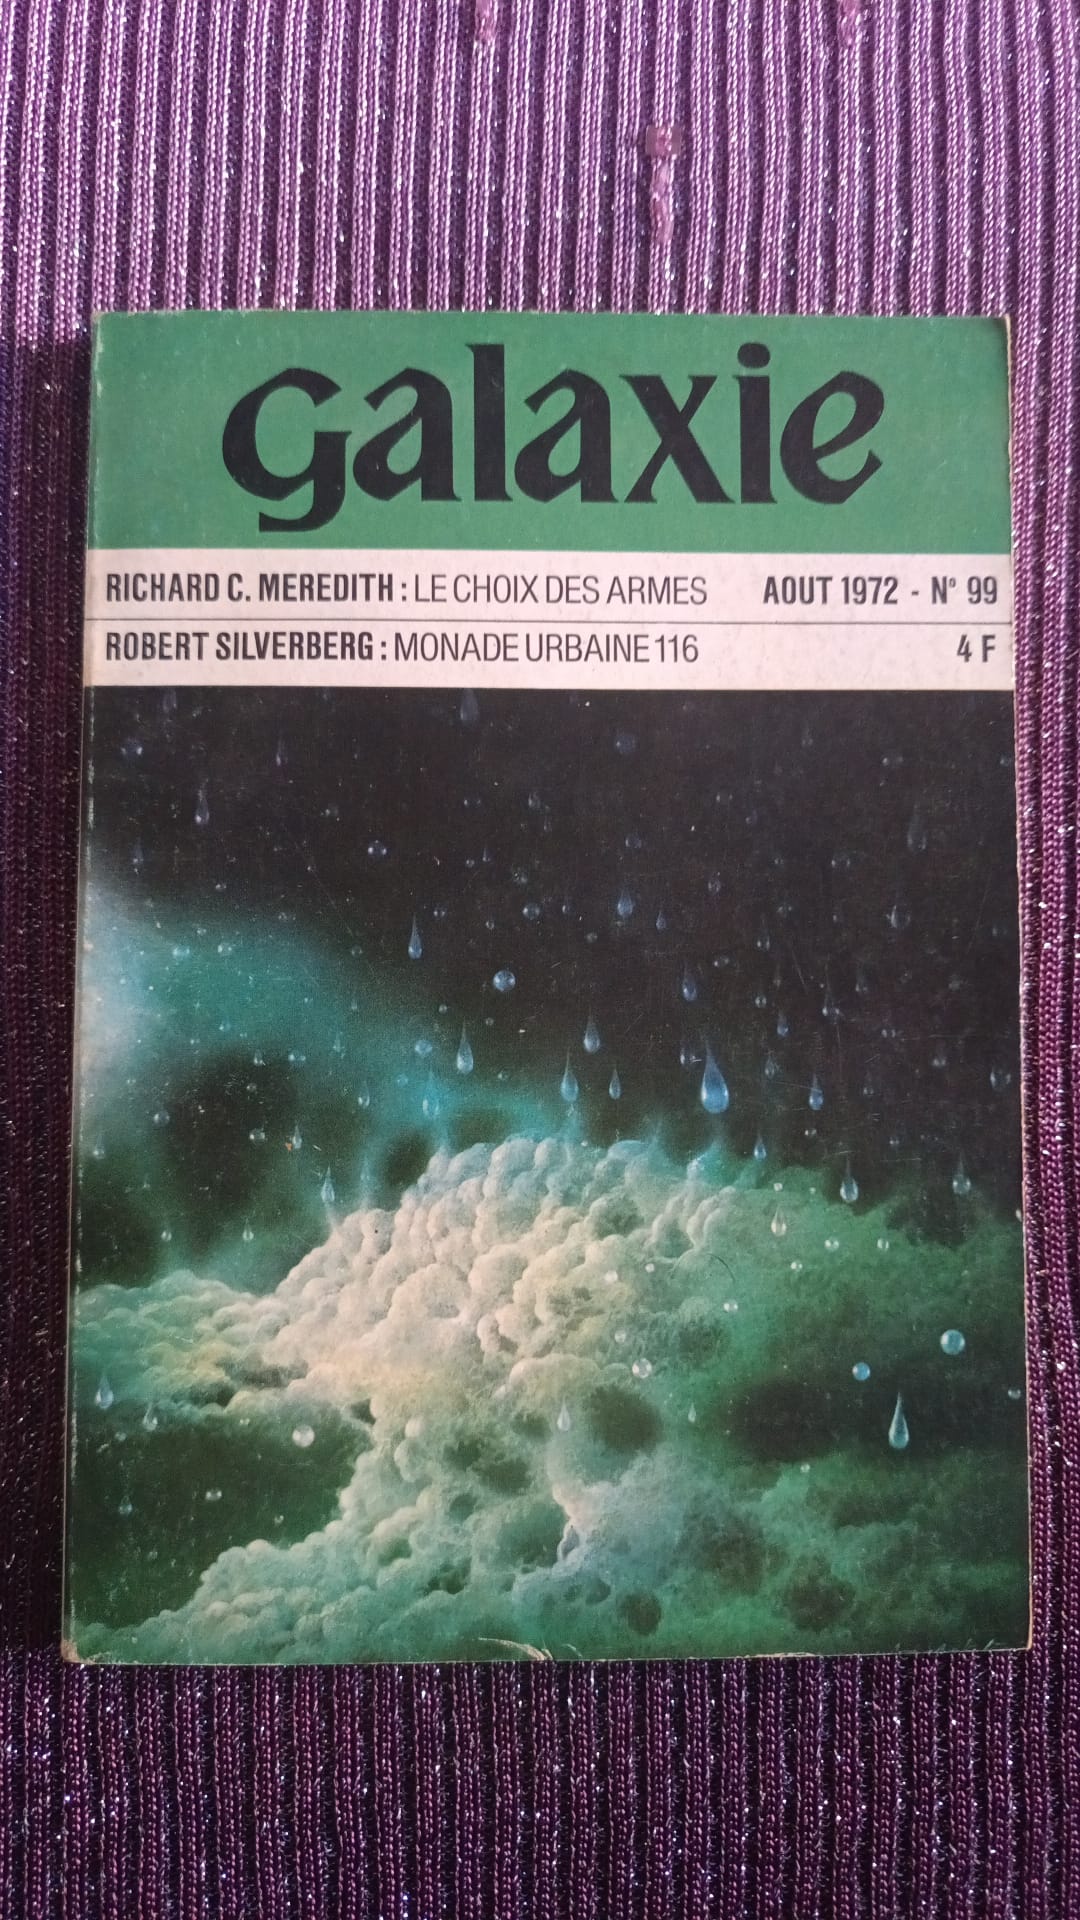 galaxie
RICHARD C. MEREDITH : LE CHOIX DES ARMES AOUT 1972 - N° 99
ROBERT SILVERBERG : MONADE URBAINE 116 4 F